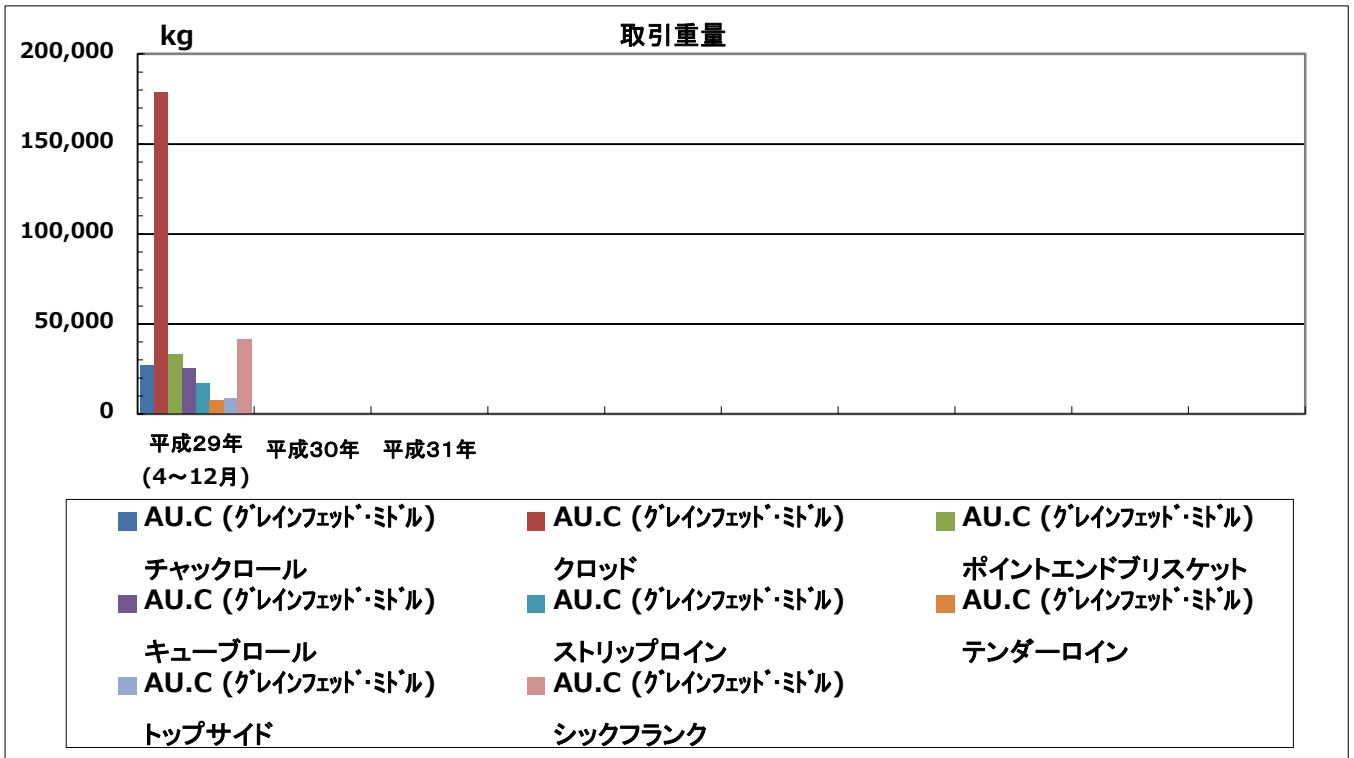 kg
取引重量
200,000
150,000
100,000
50,000
0
平成29年 平成30年 平成31年
(4～12月)
AU.C (ｸﾞﾚｲﾝﾌｪｯﾄﾞ･ﾐﾄﾞﾙ) AU.C (ｸﾞﾚｲﾝﾌｪｯﾄﾞ･ﾐﾄﾞﾙ) AU.C (ｸﾞﾚｲﾝﾌｪｯﾄﾞ･ﾐﾄﾞﾙ)
チャックロール クロッド ポイントエンドブリスケット
AU.C (ｸﾞﾚｲﾝﾌｪｯﾄﾞ･ﾐﾄﾞﾙ) AU.C (ｸﾞﾚｲﾝﾌｪｯﾄﾞ･ﾐﾄﾞﾙ) AU.C (ｸﾞﾚｲﾝﾌｪｯﾄﾞ･ﾐﾄﾞﾙ)
キューブロール ストリップロイン テンダーロイン
AU.C (ｸﾞﾚｲﾝﾌｪｯﾄﾞ･ﾐﾄﾞﾙ) AU.C (ｸﾞﾚｲﾝﾌｪｯﾄﾞ･ﾐﾄﾞﾙ)
トップサイド シックフランク